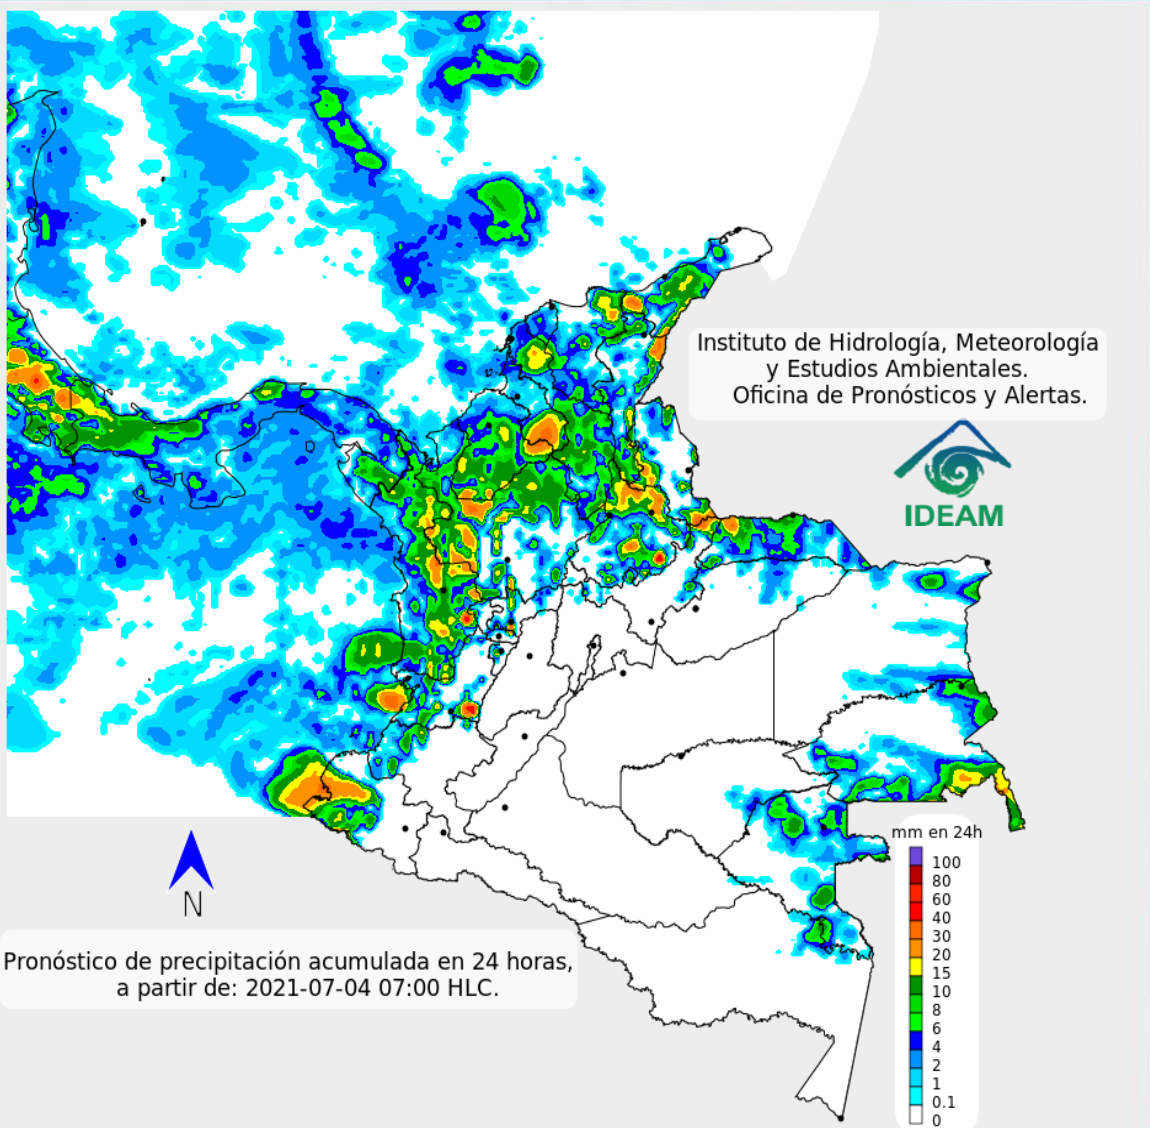 Instituto de Hidrología, Meteorología
y Estudios Ambientales.
Oficina de Pronósticos y Alertas.
IDEAM
mm en 24h
100
80
60
40
30
20
15
10
8
6
4
2
1
0.1
0
N
Pronóstico de precipitación acumulada en 24 horas,
a partir de: 2021-07-04 07:00 HLC.